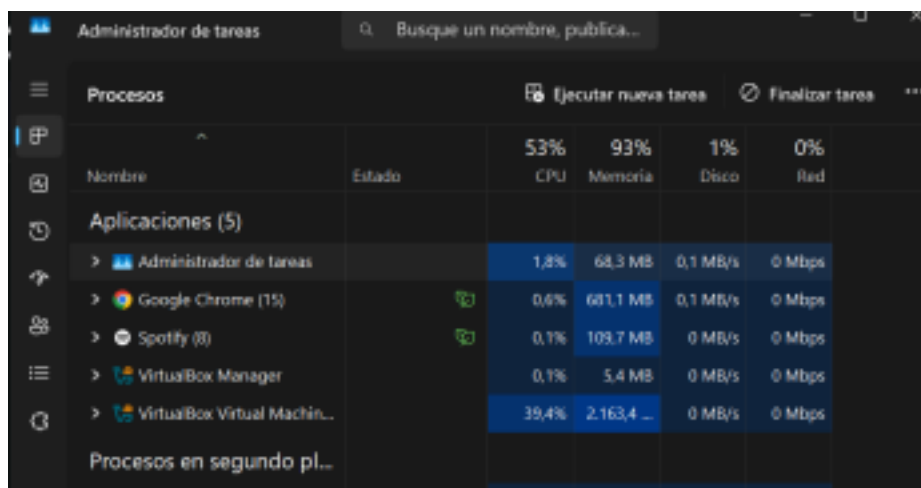 Administrador de tareas
Busque un nombre, publica...
Procesos
Ejecutar nueva tarea
Finalizar tarea
53% 93% 1% 0%
Nombre Estado CPU Memoria Disco Red
Aplicaciones (5)
Administrador de tareas 1,8% 68,3 MB 0,1 MB/s 0 Mbps
Google Chrome (15) 0,6% 681,1 MB 0,1 MB/s 0 Mbps
Spotify (8) 0,1% 109,7 MB 0 MB/s 0 Mbps
VirtualBox Manager 0,1% 5,4 MB 0 MB/s 0 Mbps
VirtualBox Virtual Machin... 39,4% 2.163,4 ... 0 MB/s 0 Mbps
Procesos en segundo pl...